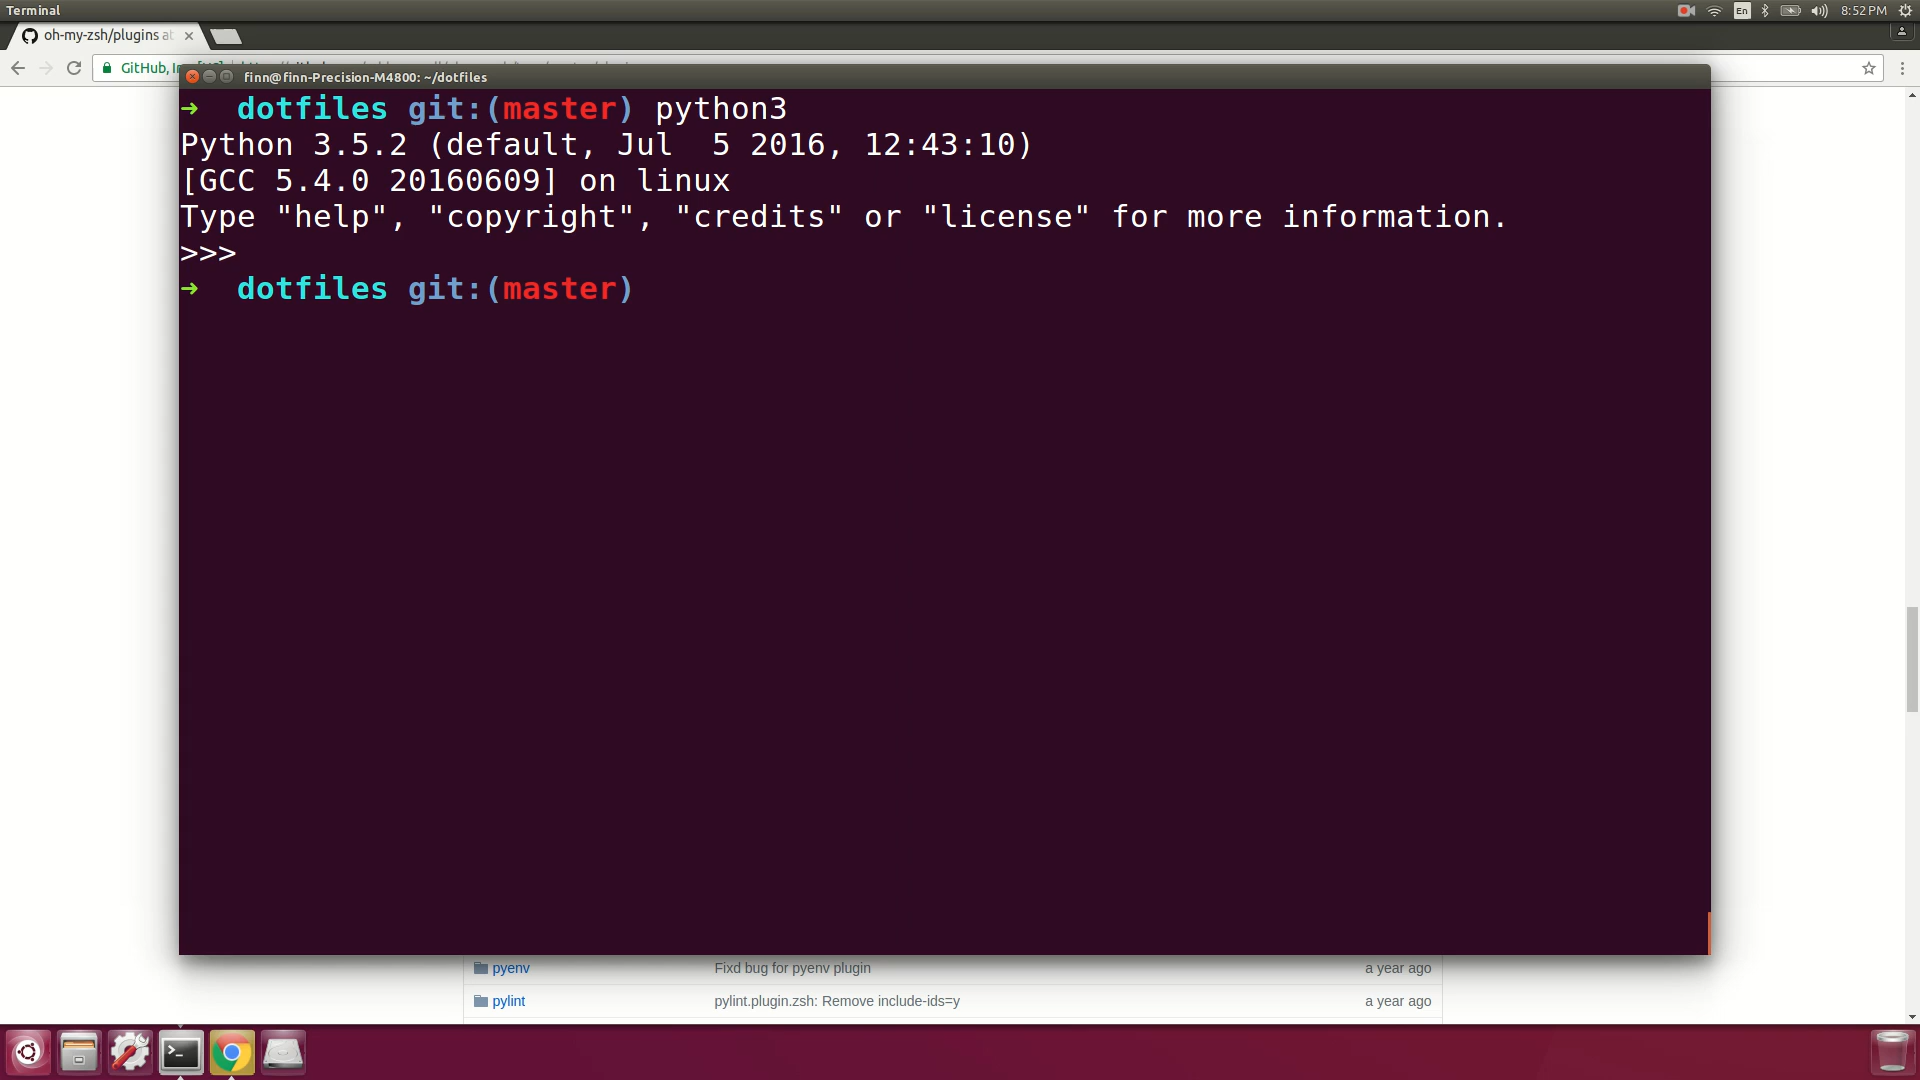 Terminal
En
8:52 PM
oh-my-zsh/plugins at
GitHub, In
finn@finn-Precision-M4800: ~/dotfiles
➜  dotfiles git:(master) python3
Python 3.5.2 (default, Jul  5 2016, 12:43:10)
[GCC 5.4.0 20160609] on linux
Type "help", "copyright", "credits" or "license" for more information.
>>>
➜  dotfiles git:(master)
pyenv Fixd bug for pyenv plugin a year ago
pylint pylint.plugin.zsh: Remove include-ids=y a year ago